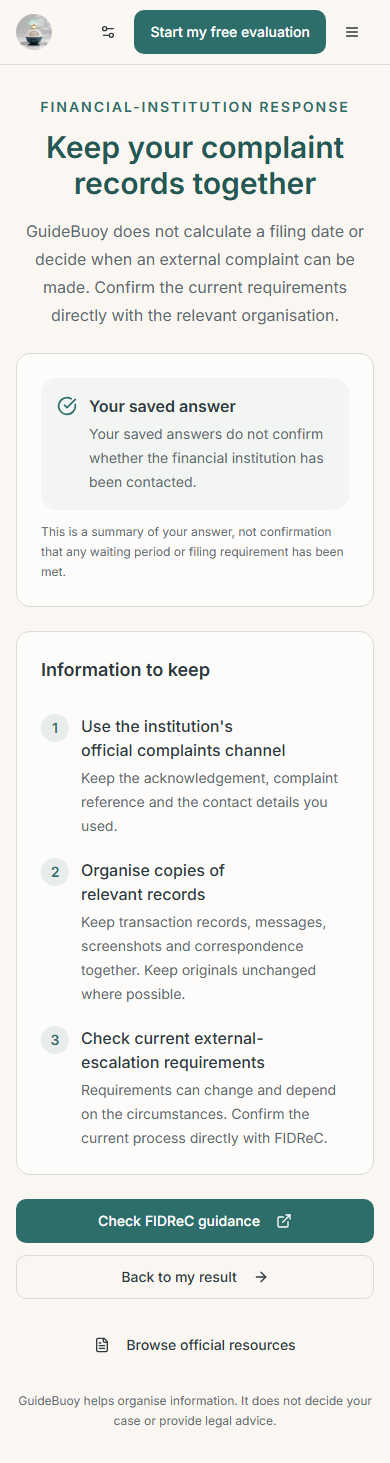 Start my free evaluation
FINANCIAL-INSTITUTION RESPONSE
Keep your complaint
records together
GuideBuoy does not calculate a filing date or
decide when an external complaint can be
made. Confirm the current requirements
directly with the relevant organisation.
Your saved answer
Your saved answers do not confirm
whether the financial institution has
been contacted.
This is a summary of your answer, not confirmation
that any waiting period or filing requirement has been
met.
Information to keep
1 Use the institution's
official complaints channel
Keep the acknowledgement, complaint
reference and the contact details you
used.
2 Organise copies of
relevant records
Keep transaction records, messages,
screenshots and correspondence
together. Keep originals unchanged
where possible.
3 Check current external-
escalation requirements
Requirements can change and depend
on the circumstances. Confirm the
current process directly with FIDReC.
Check FIDReC guidance
Back to my result
Browse official resources
GuideBuoy helps organise information. It does not decide your
case or provide legal advice.